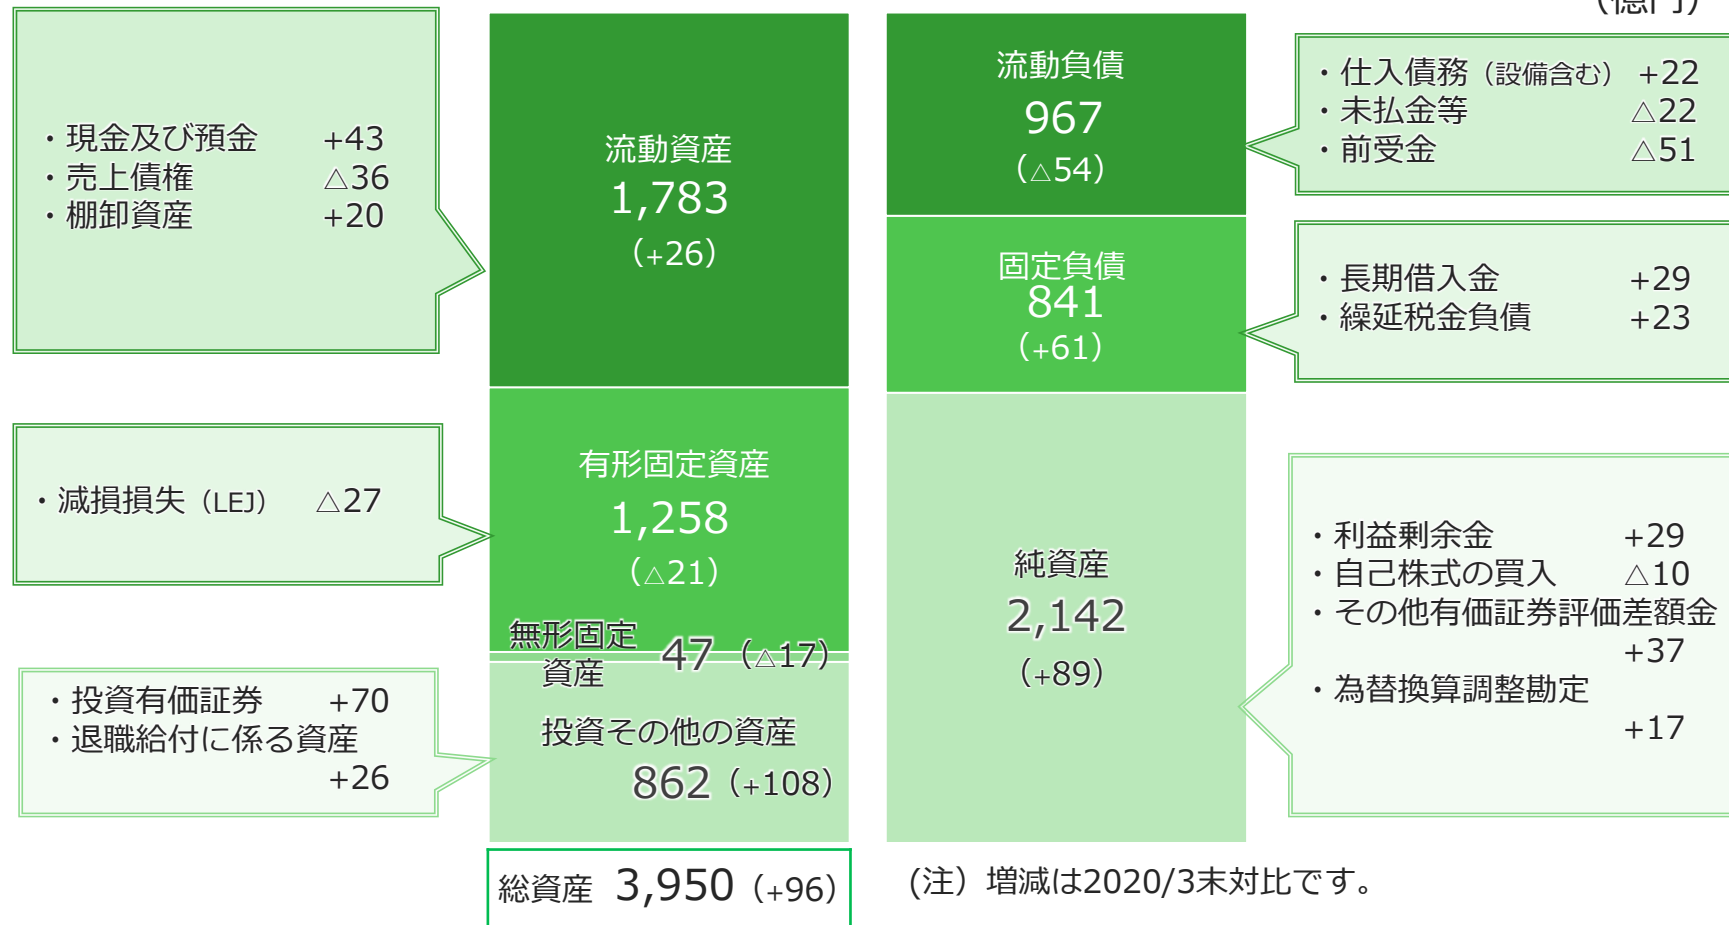 （億円）
・現金及び預金 +43
・売上債権 △36
・棚卸資産 +20
流動資産
1,783
（+26）
・減損損失（LEJ） △27
有形固定資産
1,258
（△21）
無形固定
資産
47（△17）
・投資有価証券 +70
・退職給付に係る資産
+26
投資その他の資産
862（+108）
総資産 3,950（+96）
流動負債
967
（△54）
・仕入債務（設備含む） +22
・未払金等 △22
・前受金 △51
固定負債
841
（+61）
・長期借入金 +29
・繰延税金負債 +23
純資産
2,142
（+89）
・利益剰余金 +29
・自己株式の買入 △10
・その他有価証券評価差額金
+37
・為替換算調整勘定
+17
(注）増減は2020/3末対比です。